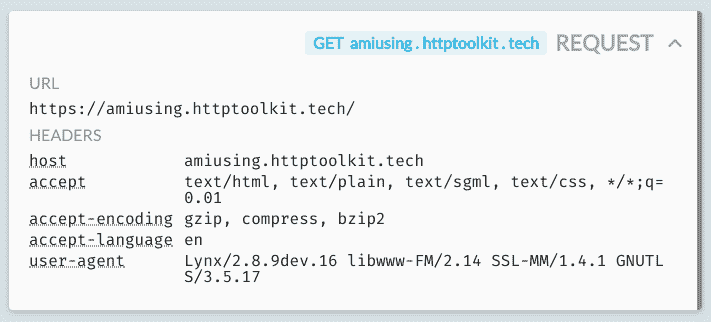 GET amiusing.httptoolkit.tech REQUEST
URL
https://amiusing.httptoolkit.tech/
HEADERS
host amiusing.httptoolkit.tech
accept text/html, text/plain, text/sgml, text/css, */*;q=
0.01
accept-encoding gzip, compress, bzip2
accept-language en
user-agent Lynx/2.8.9dev.16 libwww-FM/2.14 SSL-MM/1.4.1 GNUTL
S/3.5.17